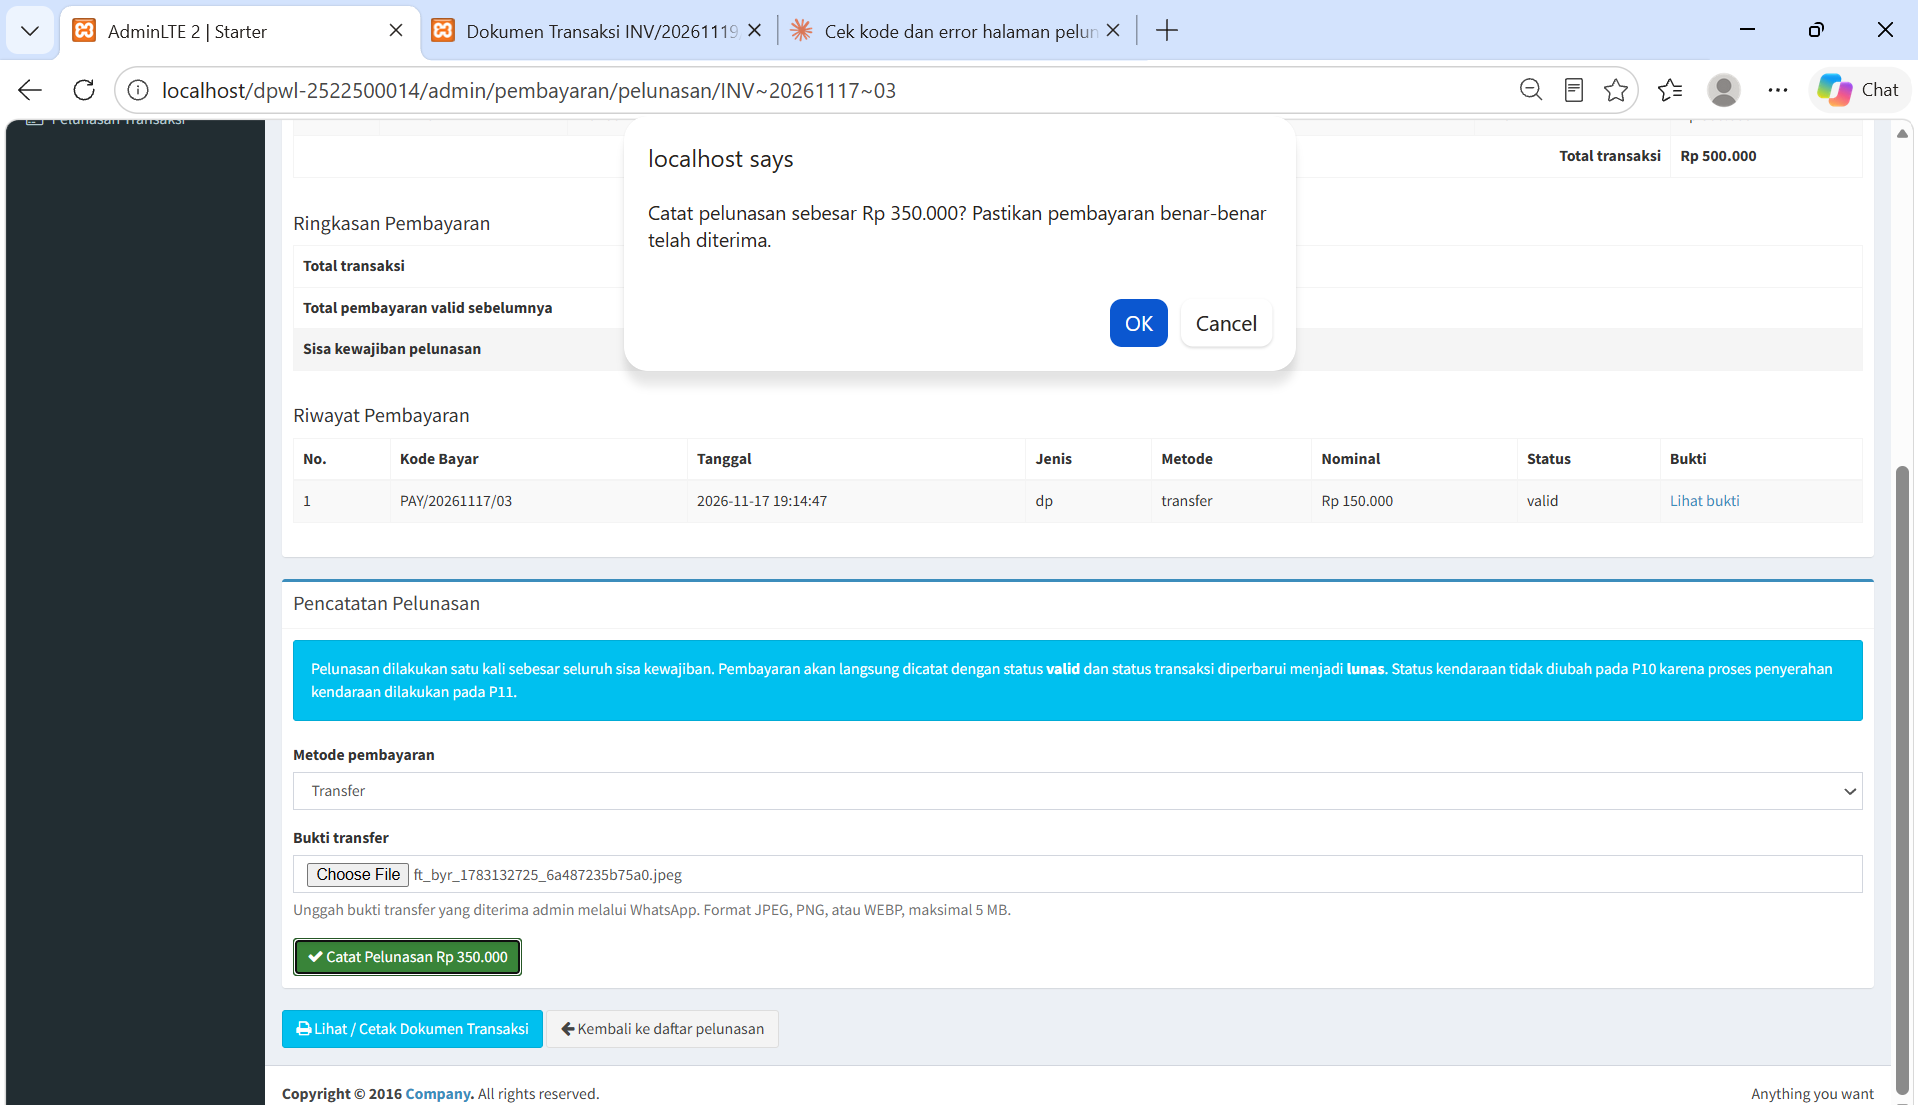 AdminLTE 2 | Starter
Dokumen Transaksi INV/20261119
Cek kode dan error halaman pelun
localhost/dpwl-2522500014/admin/pembayaran/pelunasan/INV~20261117~03
Chat
Pelunasan Transaksi
Total transaksi Rp 500.000
localhost says
Catat pelunasan sebesar Rp 350.000? Pastikan pembayaran benar-benar
telah diterima.
OK Cancel
Ringkasan Pembayaran
Total transaksi
Total pembayaran valid sebelumnya
Sisa kewajiban pelunasan
Riwayat Pembayaran
No. Kode Bayar Tanggal Jenis Metode Nominal Status Bukti
1 PAY/20261117/03 2026-11-17 19:14:47 dp transfer Rp 150.000 valid Lihat bukti
Pencatatan Pelunasan
Pelunasan dilakukan satu kali sebesar seluruh sisa kewajiban. Pembayaran akan langsung dicatat dengan status valid dan status transaksi diperbarui menjadi lunas. Status kendaraan tidak diubah pada P10 karena proses penyerahan
kendaraan dilakukan pada P11.
Metode pembayaran
Transfer
Bukti transfer
Choose File ft_byr_1783132725_6a487235b75a0.jpeg
Unggah bukti transfer yang diterima admin melalui WhatsApp. Format JPEG, PNG, atau WEBP, maksimal 5 MB.
Catat Pelunasan Rp 350.000
Lihat / Cetak Dokumen Transaksi Kembali ke daftar pelunasan
Copyright © 2016 Company. All rights reserved. Anything you want